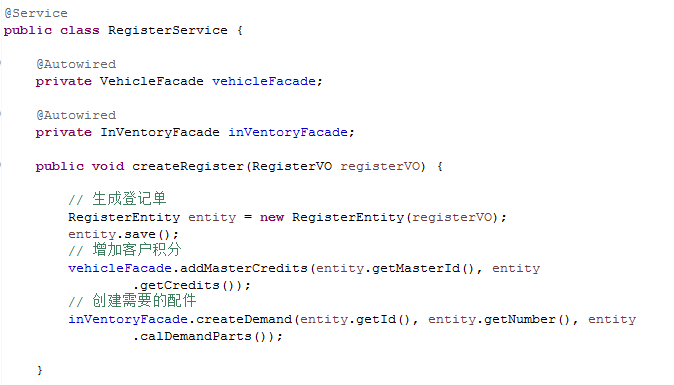 @Service
public class RegisterService {
@Autowired
private VehicleFacade vehicleFacade;
@Autowired
private InVentoryFacade inVentoryFacade;
public void createRegister(RegisterVO registerVO) {
// 生成登记单
RegisterEntity entity = new RegisterEntity(registerVO);
entity.save();
// 增加客户积分
vehicleFacade.addMasterCredits(entity.getMasterId(), entity
.getCredits());
// 创建需要的配件
inVentoryFacade.createDemand(entity.getId(), entity.getNumber(), entity
.calDemandParts());
}